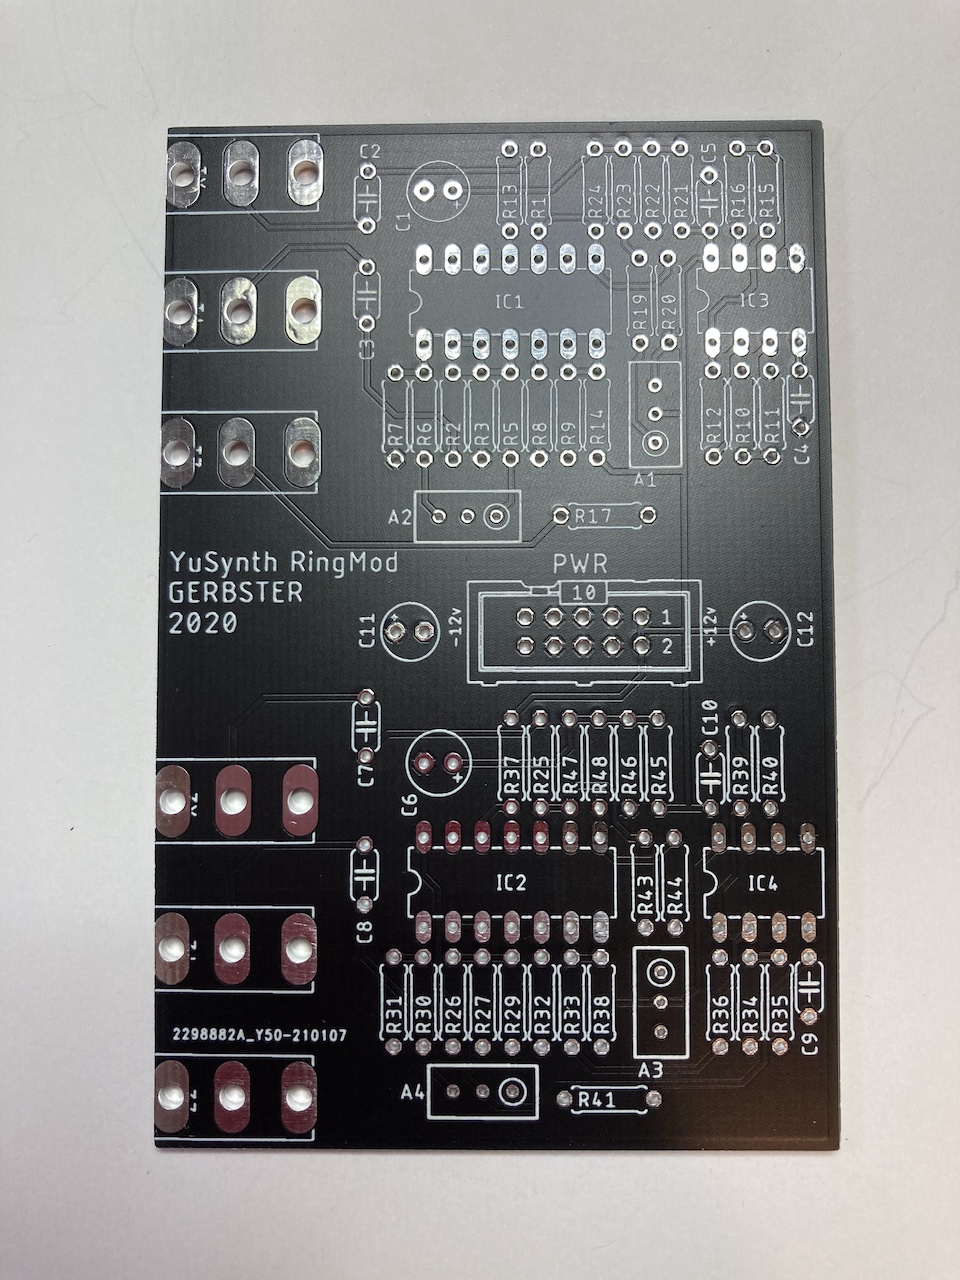 C2
C1
R13
R1
R24
R23
R22
R21
C5
R16
R15
C3
IC1
R19
R20
IC3
R7
R6
R2
R3
R5
R8
R9
R14
R12
R10
R11
C4
A1
A2
R17
YuSynth RingMod
GERBSTER
2020
PWR
10
1
2
C11
-12v
+12v
C12
C7
C6
R37
R25
R47
R48
R46
R45
C10
R39
R40
C8
IC2
R43
R44
IC4
R31
R30
R26
R27
R29
R32
R33
R38
R36
R34
R35
C9
2298882A_Y50-210107
A3
A4
R41